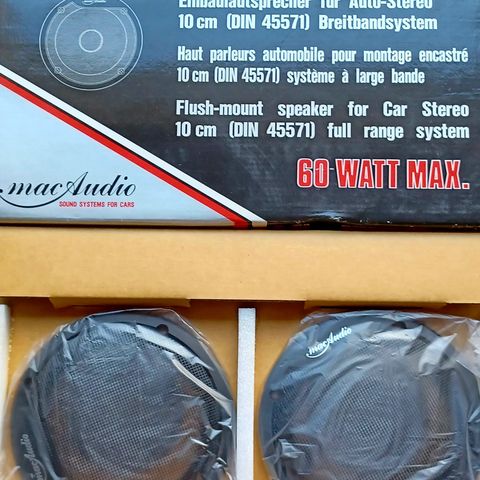 Einbaulautsprecher für Auto-Stereo
10 cm (DIN 45571) Breitbandsystem
Haut parleurs automobile pour montage encastré
10 cm (DIN 45571) système à large bande
Flush-mount speaker for Car Stereo
10 cm (DIN 45571) full range system
60 WATT MAX.
macAudio
SOUND SYSTEMS FOR CARS
macAudio
macAudio